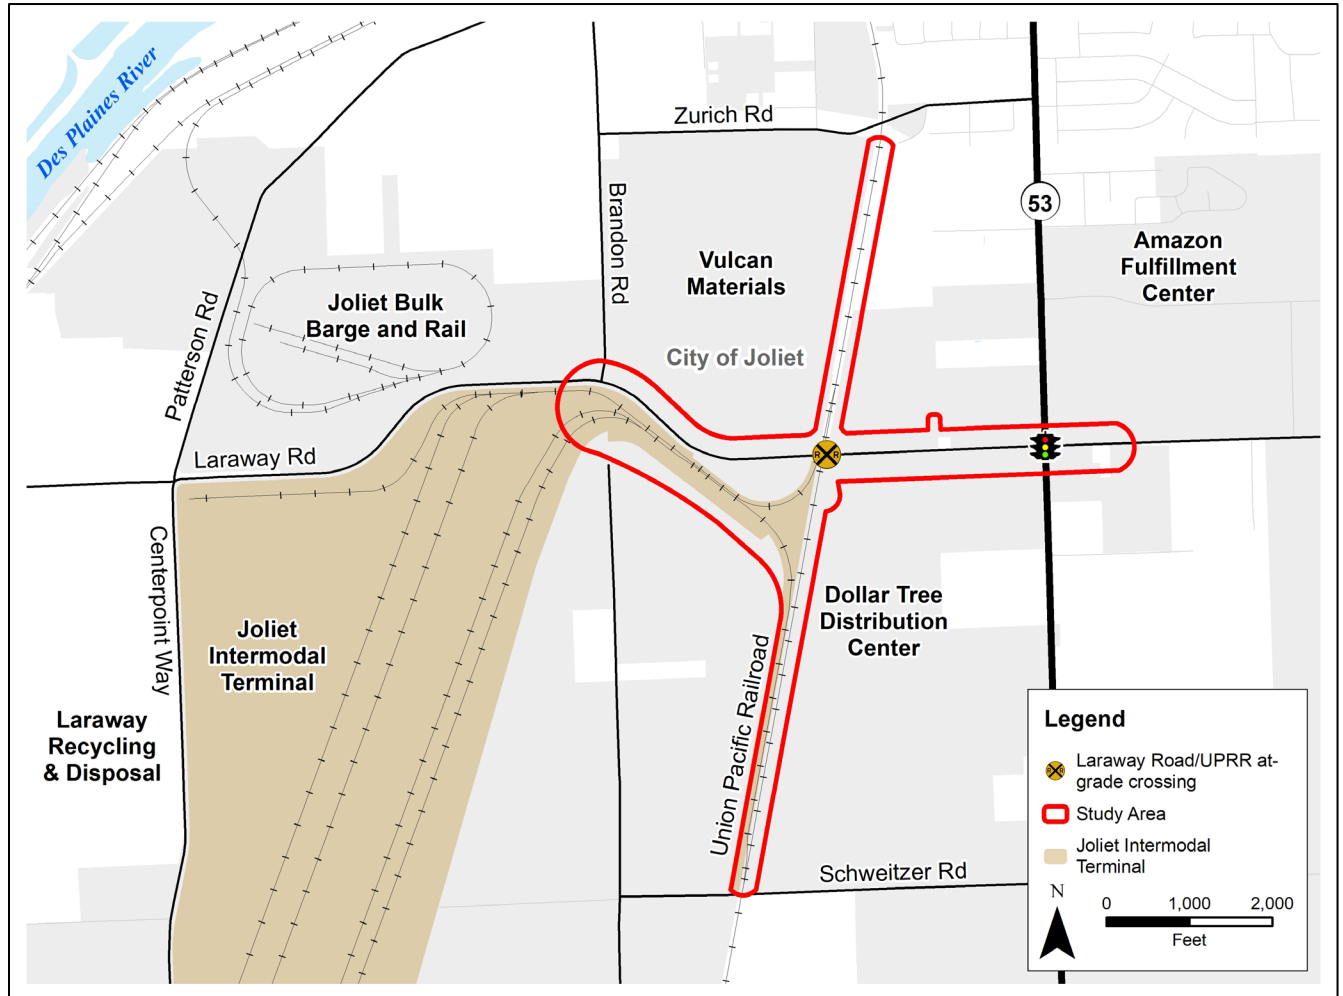 Des Plaines River
Zurich Rd
Brandon Rd
53
Vulcan
Materials
Amazon
Fulfillment
Center
Joliet Bulk
Barge and Rail
Patterson Rd
City of Joliet
Laraway Rd
R R
Centerpoint Way
Joliet
Intermodal
Terminal
Dollar Tree
Distribution
Center
Union Pacific Railroad
Laraway
Recycling
& Disposal
Schweitzer Rd
Legend
R R
Laraway Road/UPRR at-
grade crossing
Study Area
Joliet Intermodal
Terminal
N
0 1,000 2,000
Feet